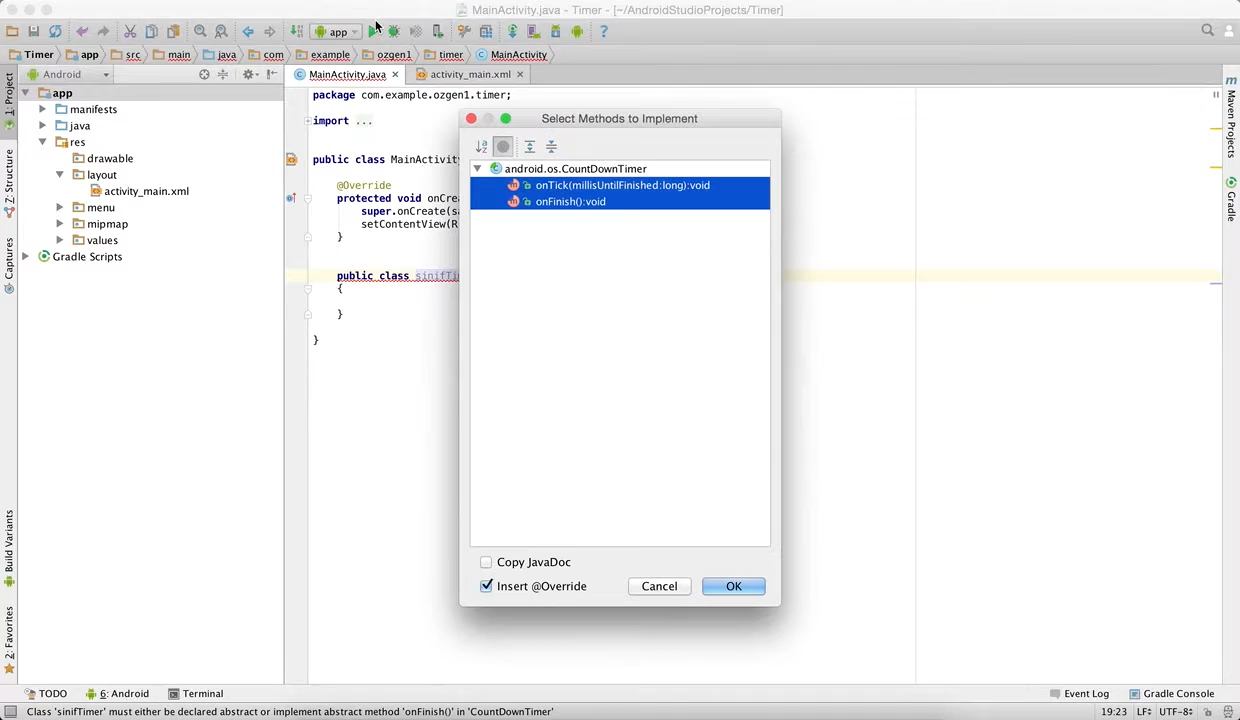 MainActivity.java - Timer - [~/AndroidStudioProjects/Timer]
app
Timer app src main java com example ozgen1 timer MainActivity
Android
MainActivity.java activity_main.xml
1: Project
Z: Structure
Captures
Build Variants
2: Favorites
app
manifests
java
res
drawable
layout
activity_main.xml
menu
mipmap
values
Gradle Scripts
package com.example.ozgen1.timer;
import ...
public class MainActivity
@Override
protected void onCre
super.onCreate(sa
setContentView(R
}
public class sinifTi
{
}
}
Select Methods to Implement
android.os.CountDownTimer
onTick(millisUntilFinished:long):void
onFinish():void
Copy JavaDoc
Insert @Override
Cancel OK
Maven Projects
Gradle
TODO 6: Android Terminal Event Log Gradle Console
Class 'sinifTimer' must either be declared abstract or implement abstract method 'onFinish()' in 'CountDownTimer' 19:23 LF UTF-8